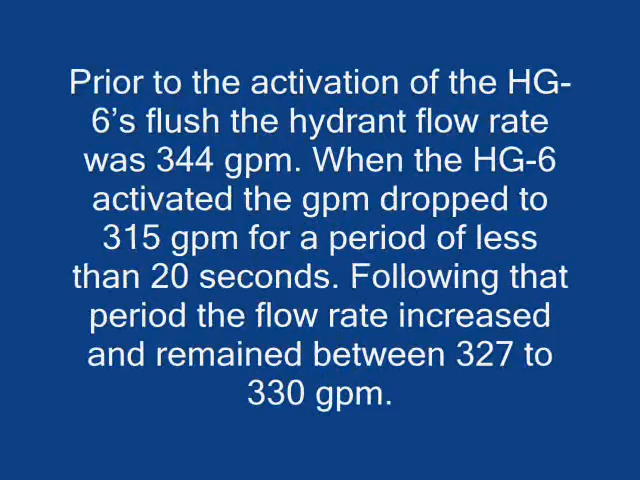 Prior to the activation of the HG-
6’s flush the hydrant flow rate
was 344 gpm. When the HG-6
activated the gpm dropped to
315 gpm for a period of less
than 20 seconds. Following that
period the flow rate increased
and remained between 327 to
330 gpm.